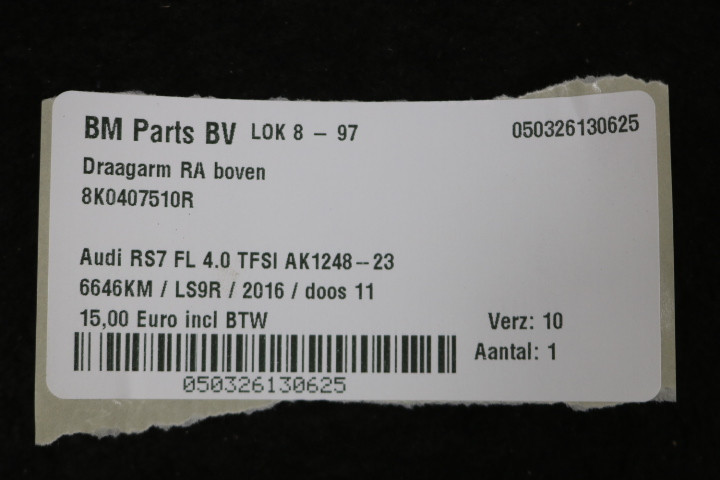 BM Parts BV LOK 8 - 97 050326130625
Draagarm RA boven
8K0407510R
Audi RS7 FL 4.0 TFSI AK1248-23
6646KM / LS9R / 2016 / doos 11
15,00 Euro incl BTW Verz: 10
Aantal: 1
050326130625